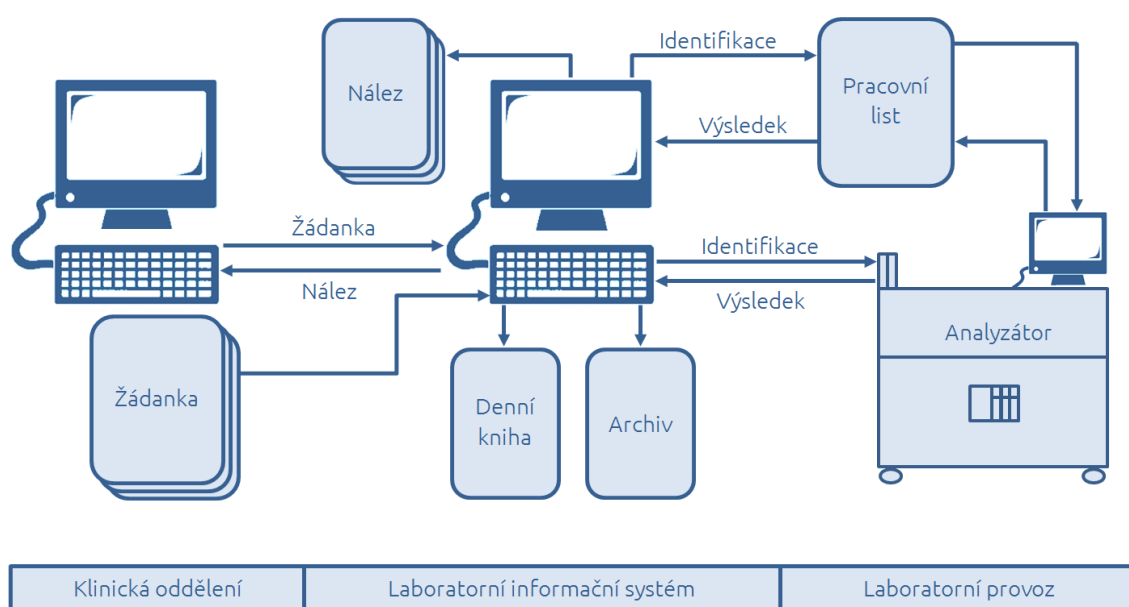 Identifikace
Nález
Pracovní
list
Výsledek
Žádanka
Identifikace
Nález
Výsledek
Analyzátor
Žádanka
Denní
kniha
Archiv
Klinická oddělení
Laboratorní informační systém
Laboratorní provoz